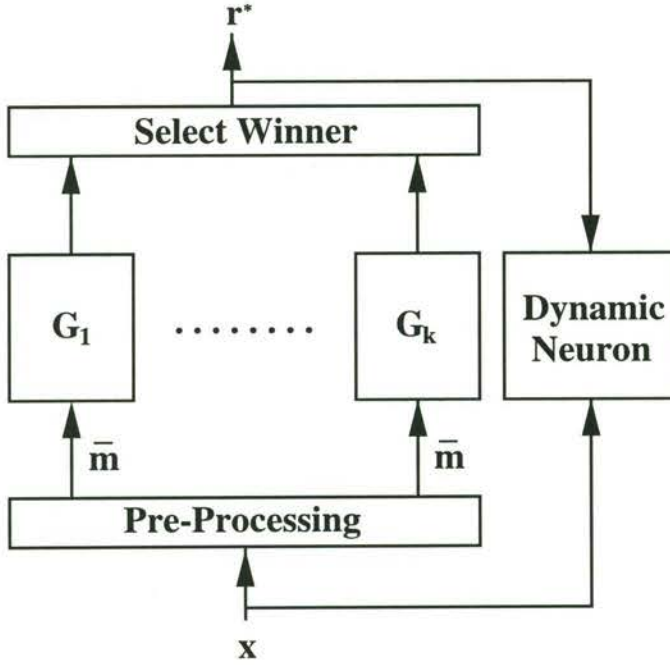 r*
Select Winner
G₁ ........ Gₖ
Dynamic
Neuron
m̄ m̄
Pre-Processing
x